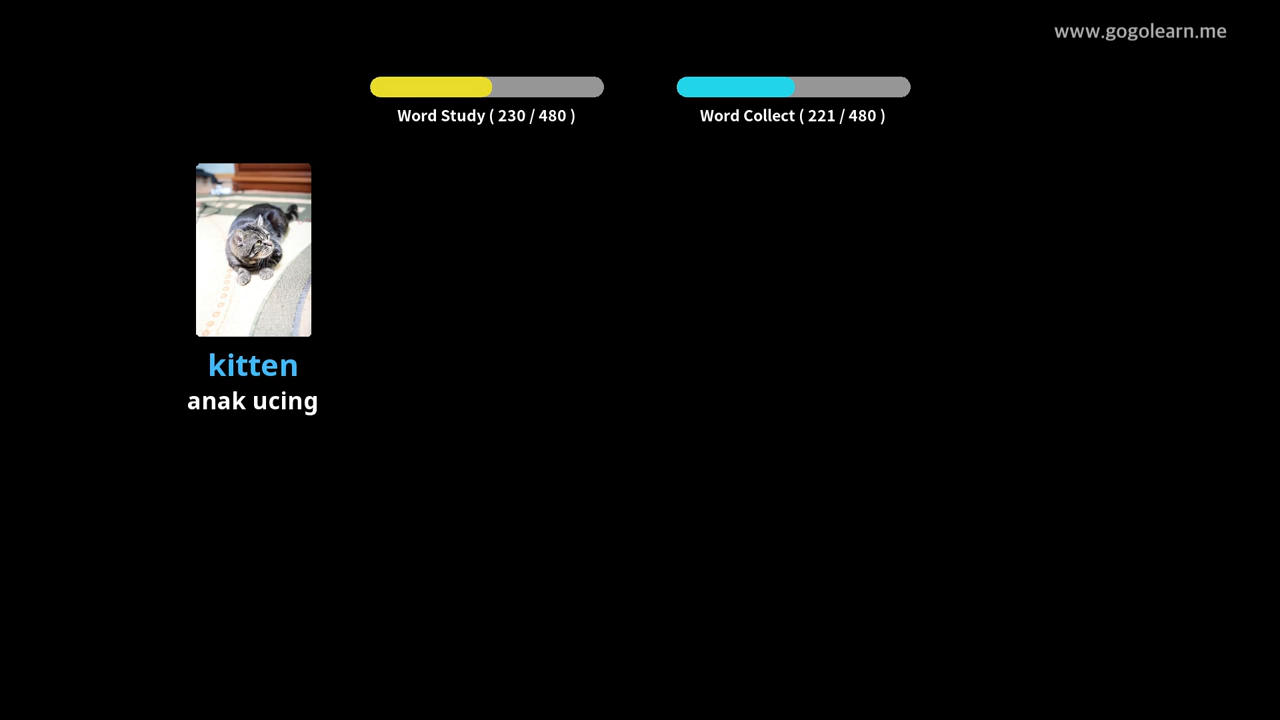 www.gogolearn.me
Word Study ( 230 / 480 )
Word Collect ( 221 / 480 )
kitten
anak ucing